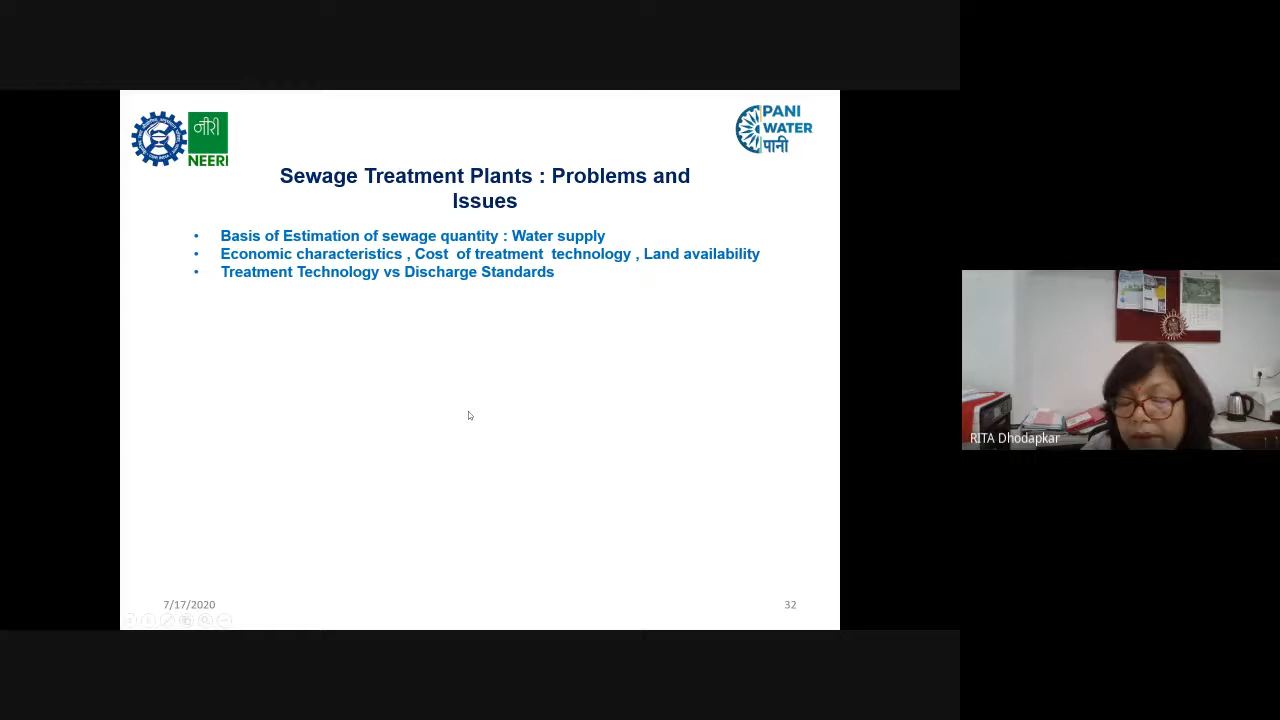 नीरी
NEERI
PANI
WATER
पानी
Sewage Treatment Plants : Problems and
Issues
• Basis of Estimation of sewage quantity : Water supply
• Economic characteristics , Cost of treatment technology , Land availability
• Treatment Technology vs Discharge Standards
RITA Dhodapkar
7/17/2020
32